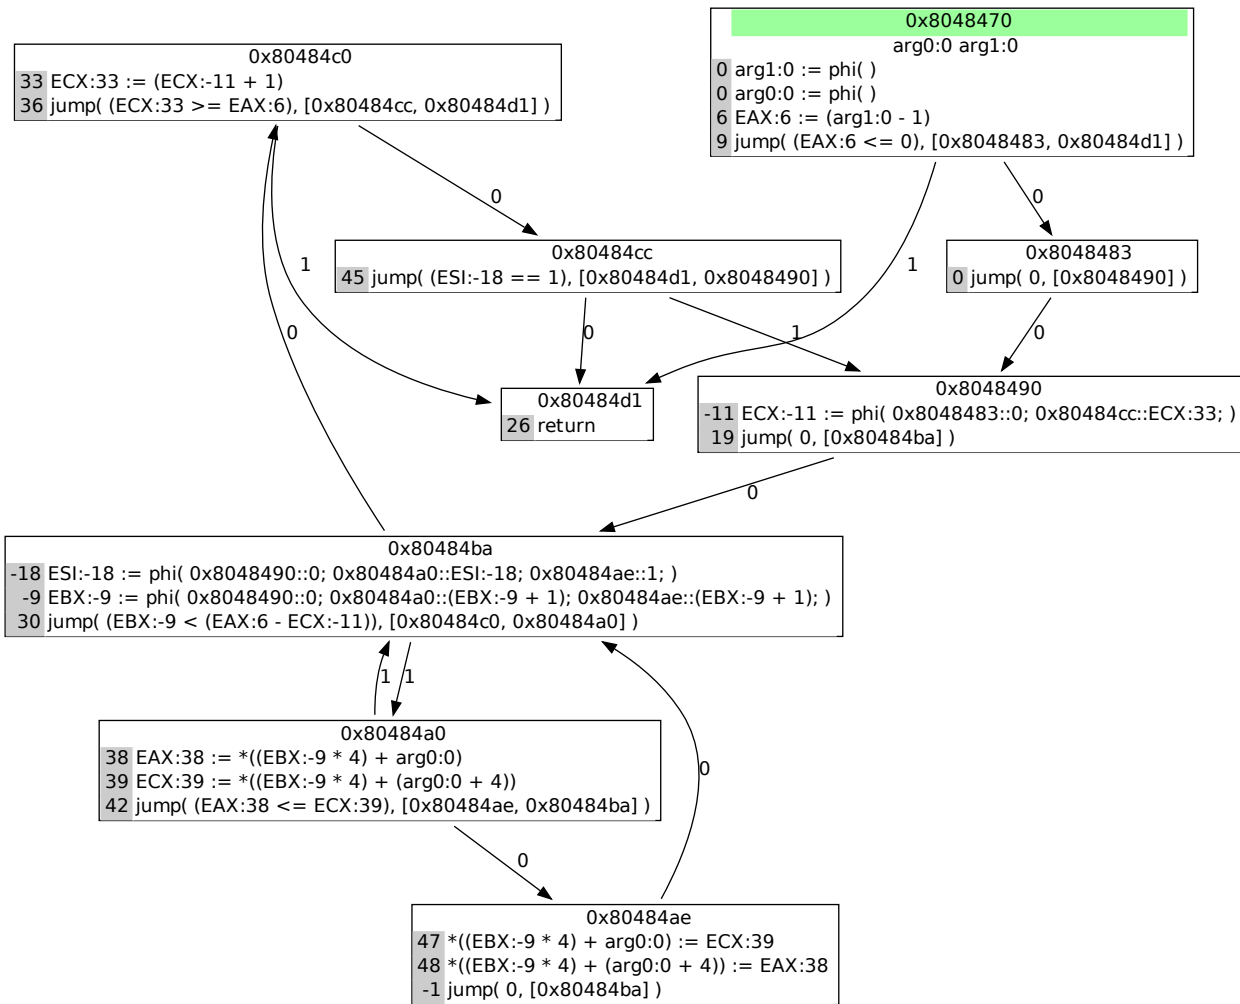 0x80484c0
33 ECX:33 := (ECX:-11 + 1)
36 jump( (ECX:33 >= EAX:6), [0x80484cc, 0x80484d1] )
0x8048470
arg0:0 arg1:0
0 arg1:0 := phi( )
0 arg0:0 := phi( )
6 EAX:6 := (arg1:0 - 1)
9 jump( (EAX:6 <= 0), [0x8048483, 0x80484d1] )
0
0
0x80484cc
45 jump( (ESI:-18 == 1), [0x80484d1, 0x8048490] )
0x8048483
0 jump( 0, [0x8048490] )
1
1
0
0
1
0
0x80484d1
26 return
0x8048490
-11 ECX:-11 := phi( 0x8048483::0; 0x80484cc::ECX:33; )
19 jump( 0, [0x80484ba] )
0
0x80484ba
-18 ESI:-18 := phi( 0x8048490::0; 0x80484a0::ESI:-18; 0x80484ae::1; )
-9 EBX:-9 := phi( 0x8048490::0; 0x80484a0::(EBX:-9 + 1); 0x80484ae::(EBX:-9 + 1); )
30 jump( (EBX:-9 < (EAX:6 - ECX:-11)), [0x80484c0, 0x80484a0] )
1
1
0x80484a0
38 EAX:38 := *((EBX:-9 * 4) + arg0:0)
39 ECX:39 := *((EBX:-9 * 4) + (arg0:0 + 4))
42 jump( (EAX:38 <= ECX:39), [0x80484ae, 0x80484ba] )
0
0
0x80484ae
47 *((EBX:-9 * 4) + arg0:0) := ECX:39
48 *((EBX:-9 * 4) + (arg0:0 + 4)) := EAX:38
-1 jump( 0, [0x80484ba] )